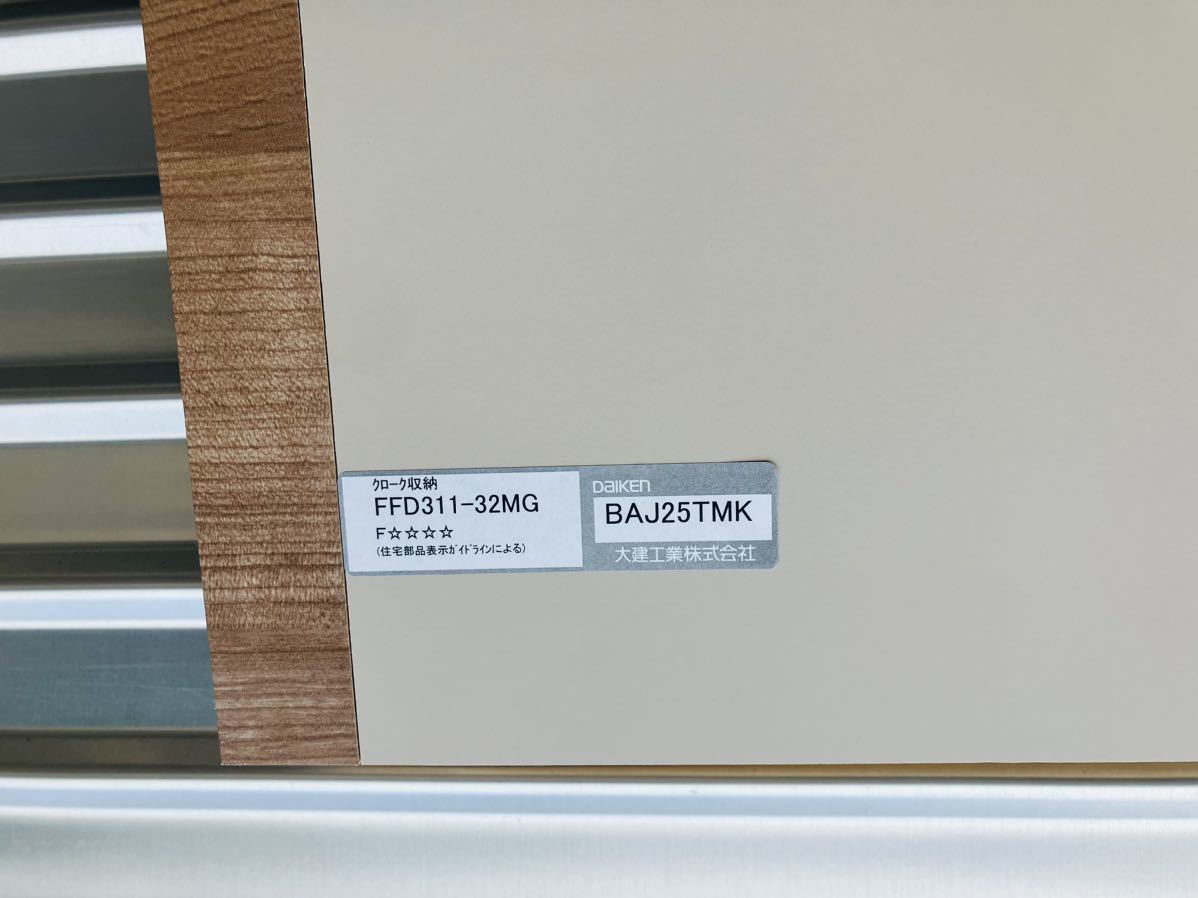 ｸﾛｰｸ収納
FFD311-32MG
F☆☆☆☆
(住宅部品表示ｶﾞｲﾄﾞﾗｲﾝによる)
DAIKEN
BAJ25TMK
大建工業株式会社